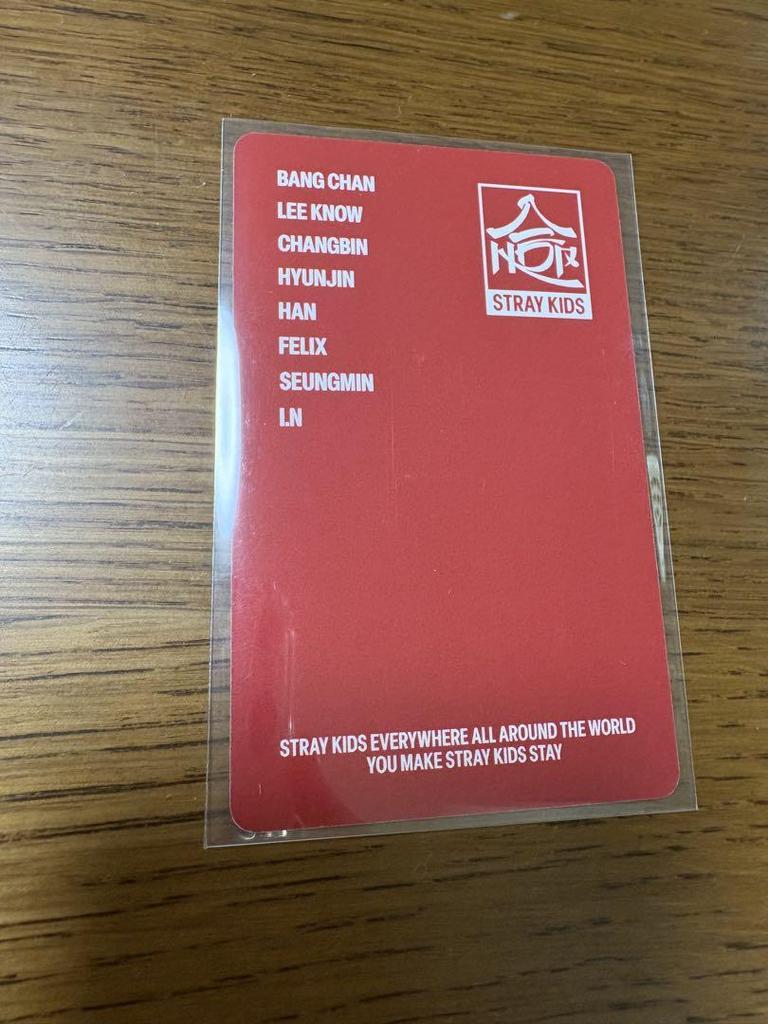 BANG CHAN
LEE KNOW
CHANGBIN
HYUNJIN
HAN
FELIX
SEUNGMIN
I.N
STRAY KIDS
STRAY KIDS EVERYWHERE ALL AROUND THE WORLD
YOU MAKE STRAY KIDS STAY